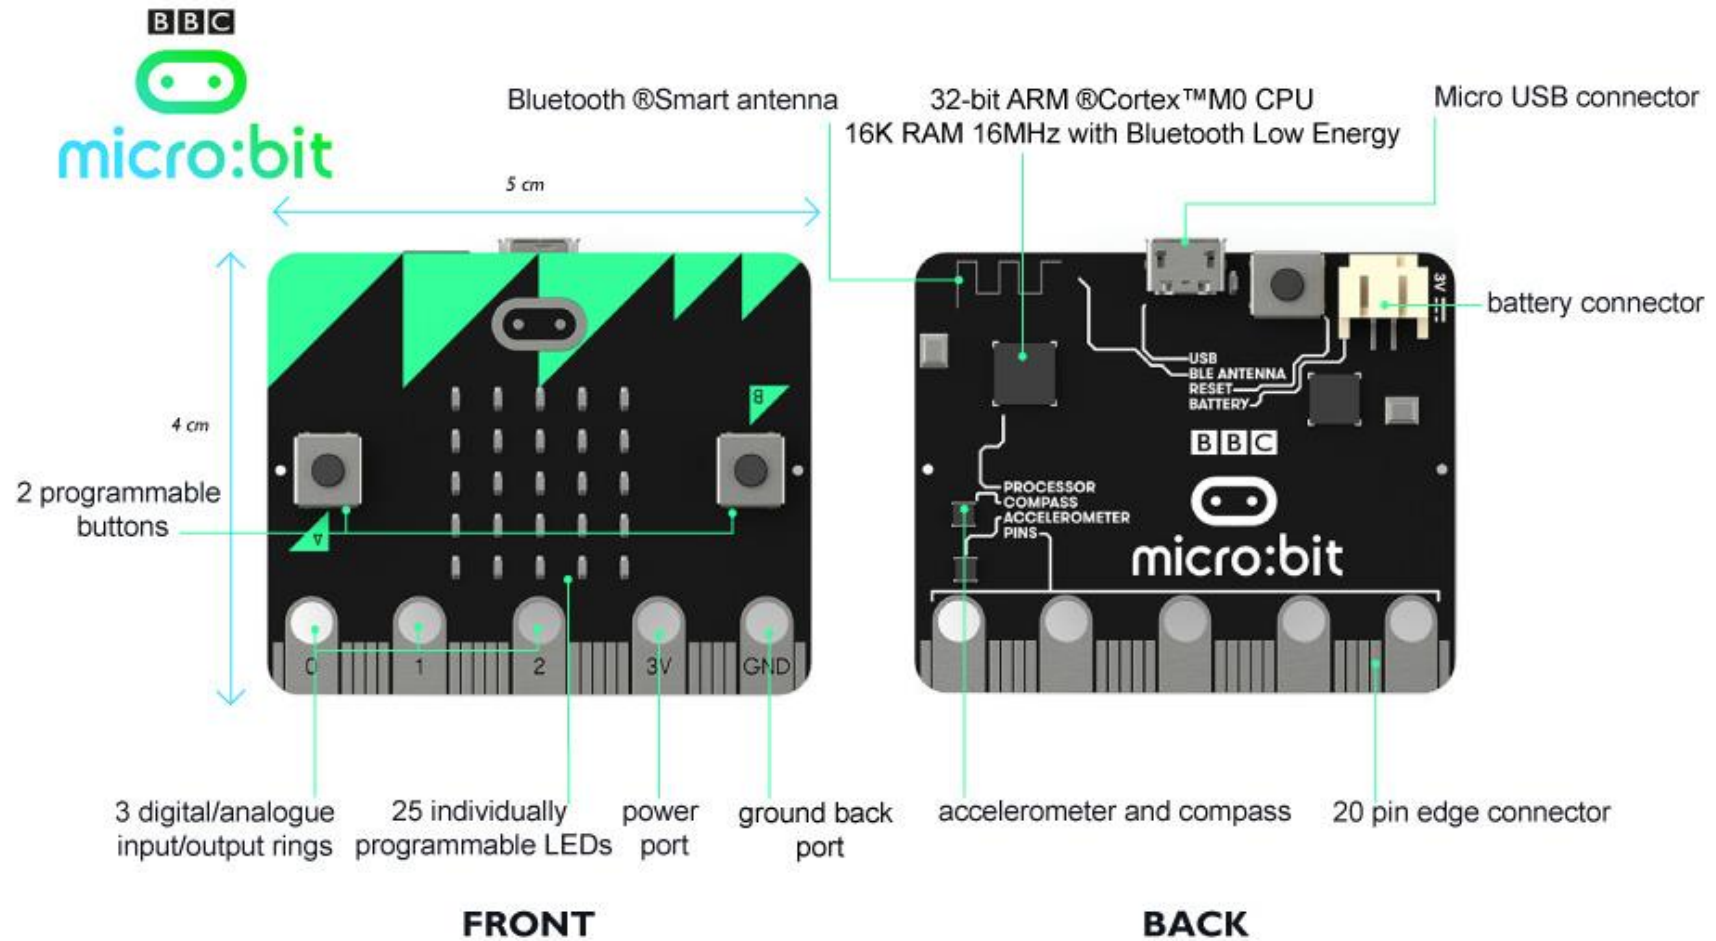 BBC
micro:bit
Bluetooth ®Smart antenna
32-bit ARM ®Cortex™M0 CPU
16K RAM 16MHz with Bluetooth Low Energy
Micro USB connector
5 cm
4 cm
battery connector
3V
USB
BLE ANTENNA
RESET
BATTERY
B
BBC
2 programmable
buttons
A
PROCESSOR
COMPASS
ACCELEROMETER
PINS
micro:bit
0
1
2
3V
GND
3 digital/analogue
input/output rings
25 individually
programmable LEDs
power
port
ground back
port
accelerometer and compass
20 pin edge connector
FRONT
BACK